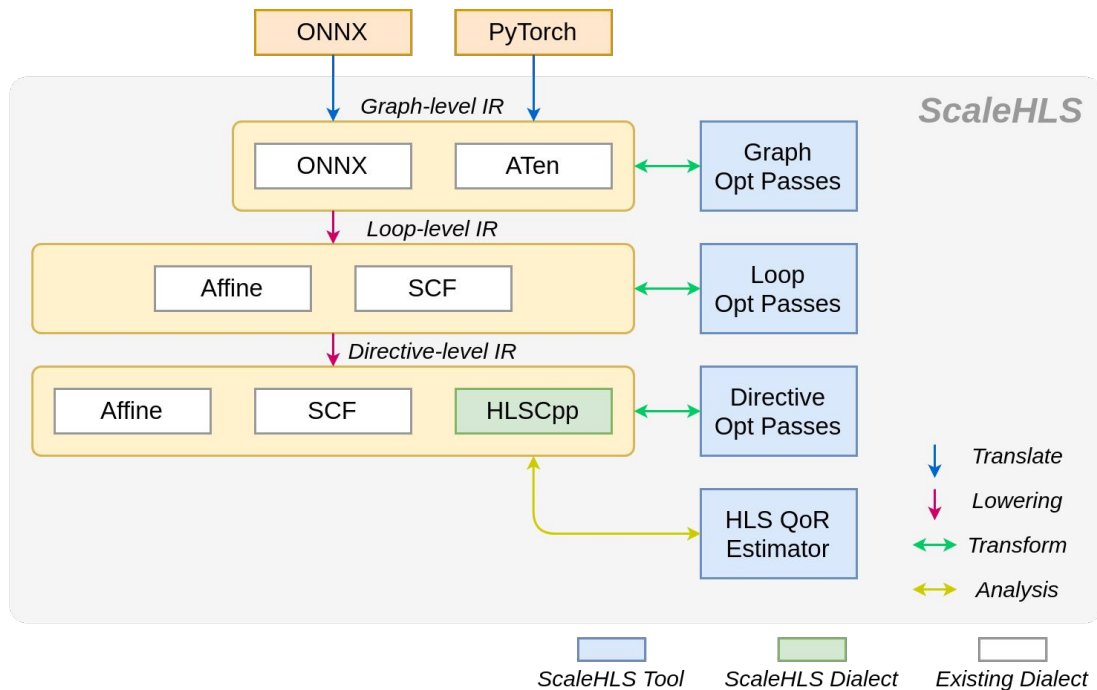 ONNX
PyTorch
ScaleHLS
Graph-level IR
ONNX
ATen
Graph
Opt Passes
Loop-level IR
Affine
SCF
Loop
Opt Passes
Directive-level IR
Affine
SCF
HLSCpp
Directive
Opt Passes
HLS QoR
Estimator
Translate
Lowering
Transform
Analysis
ScaleHLS Tool
ScaleHLS Dialect
Existing Dialect